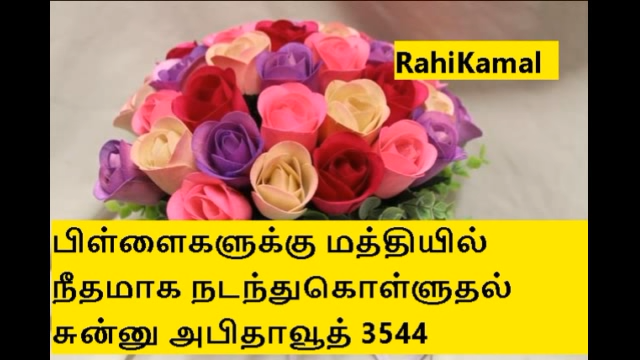 RahiKamal
பிள்ளைகளுக்கு மத்தியில்
நீதமாக நடந்துகொள்ளுதல்
சுன்னு அபிதாவூத் 3544